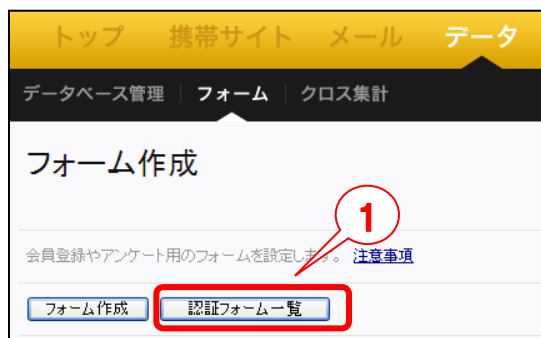 トップ 携帯サイト メール データ
データベース管理 フォーム クロス集計
フォーム作成
1
会員登録やアンケート用のフォームを設定します。 注意事項
フォーム作成 認証フォーム一覧